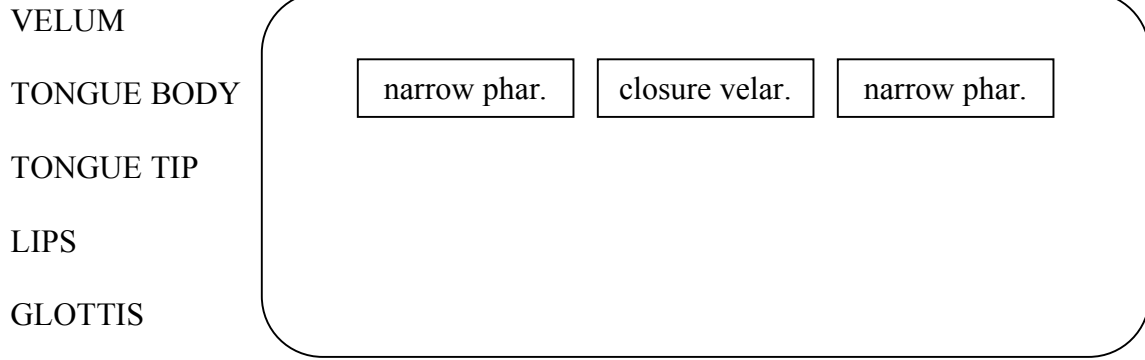 VELUM
TONGUE BODY narrow phar. closure velar. narrow phar.
TONGUE TIP
LIPS
GLOTTIS